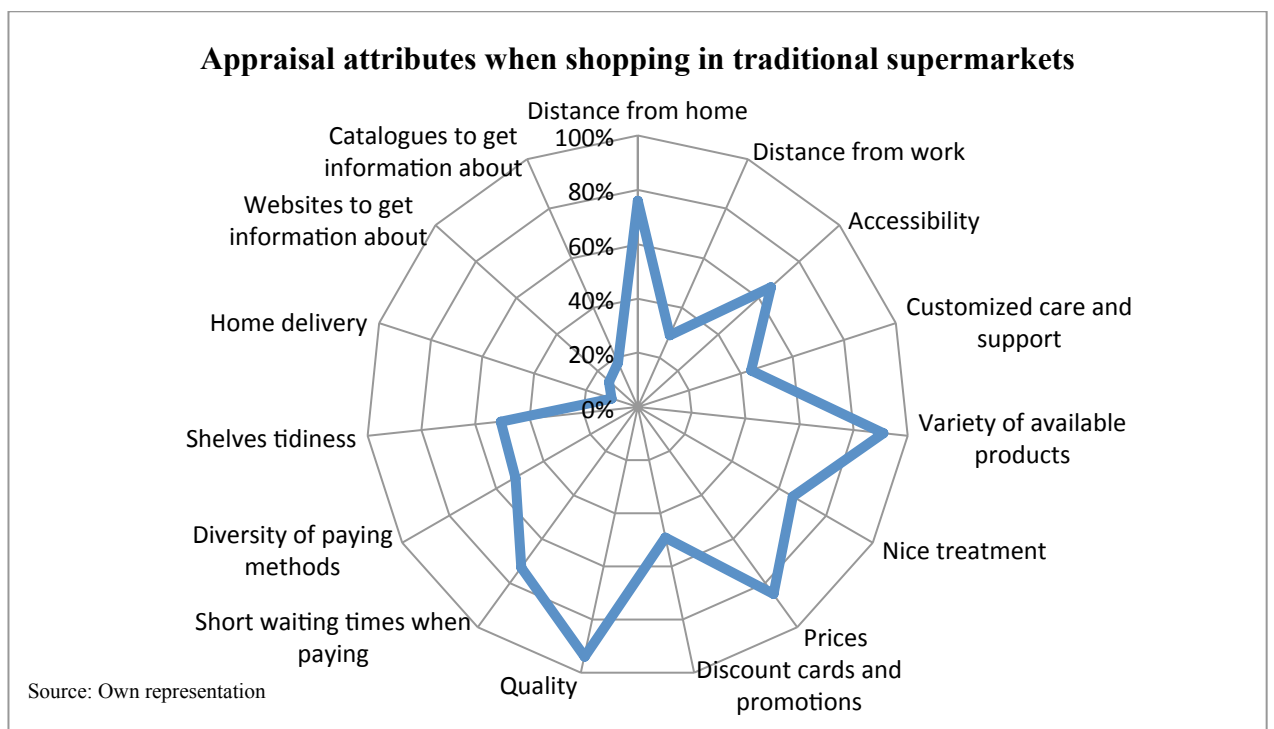 Appraisal attributes when shopping in traditional supermarkets
Distance from home
100%
80%
60%
40%
20%
0%
Distance from work
Accessibility
Customized care and
support
Variety of available
products
Nice treatment
Prices
Discount cards and
promotions
Quality
Short waiting times when
paying
Diversity of paying
methods
Shelves tidiness
Home delivery
Websites to get
information about
Catalogues to get
information about
Source: Own representation